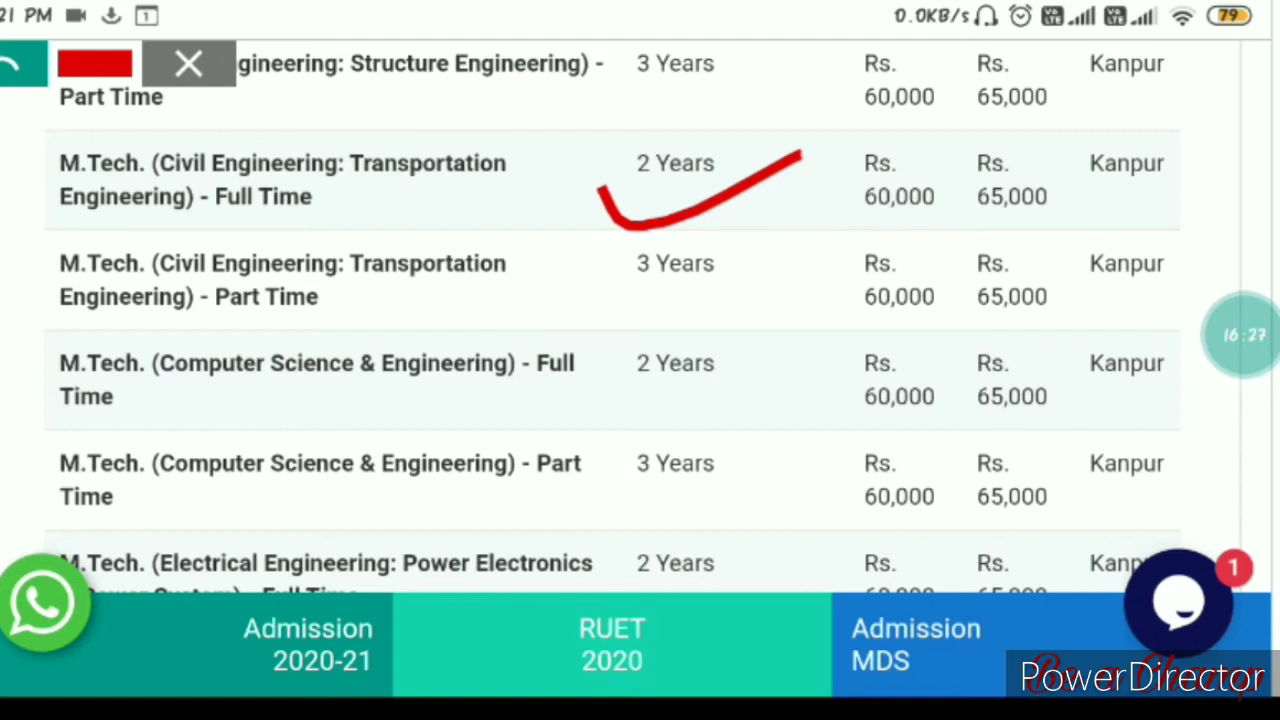 21 PM 1 0.0KB/s 79
gineering: Structure Engineering) - 3 Years Rs. Rs. Kanpur
Part Time 60,000 65,000
M.Tech. (Civil Engineering: Transportation 2 Years Rs. Rs. Kanpur
Engineering) - Full Time 60,000 65,000
M.Tech. (Civil Engineering: Transportation 3 Years Rs. Rs. Kanpur
Engineering) - Part Time 60,000 65,000
16:27
M.Tech. (Computer Science & Engineering) - Full 2 Years Rs. Rs. Kanpur
Time 60,000 65,000
M.Tech. (Computer Science & Engineering) - Part 3 Years Rs. Rs. Kanpur
Time 60,000 65,000
M.Tech. (Electrical Engineering: Power Electronics 2 Years Rs. Rs. Kanp
1
Admission RUET Admission
2020-21 2020 MDS
PowerDirector